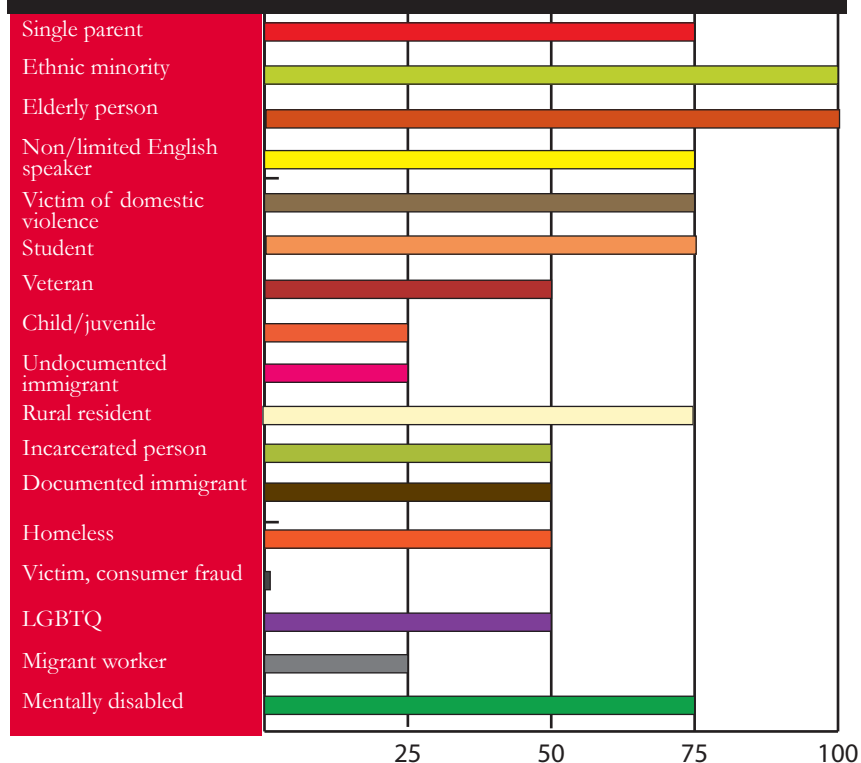 Single parent
Ethnic minority
Elderly person
Non/limited English
speaker
Victim of domestic
violence
Student
Veteran
Child/juvenile
Undocumented
immigrant
Rural resident
Incarcerated person
Documented immigrant
Homeless
Victim, consumer fraud
LGBTQ
Migrant worker
Mentally disabled
25 50 75 100